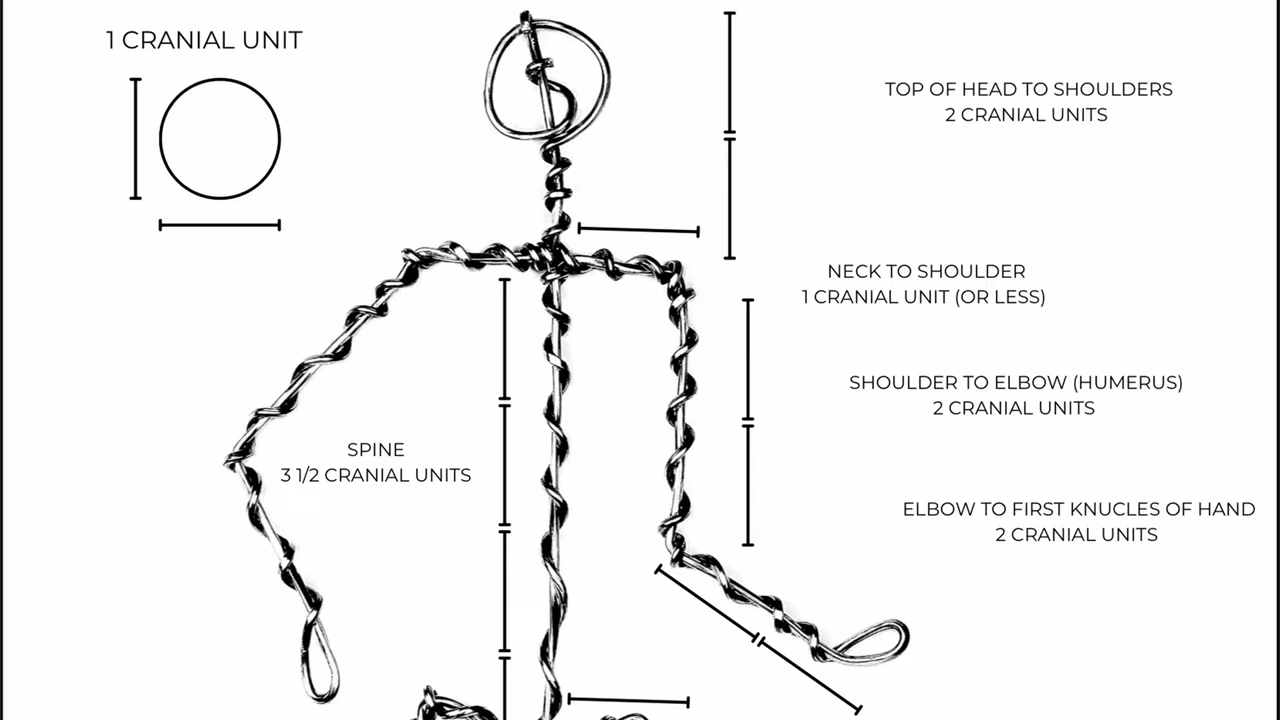 1 CRANIAL UNIT
TOP OF HEAD TO SHOULDERS
2 CRANIAL UNITS
NECK TO SHOULDER
1 CRANIAL UNIT (OR LESS)
SHOULDER TO ELBOW (HUMERUS)
2 CRANIAL UNITS
SPINE
3 1/2 CRANIAL UNITS
ELBOW TO FIRST KNUCLES OF HAND
2 CRANIAL UNITS